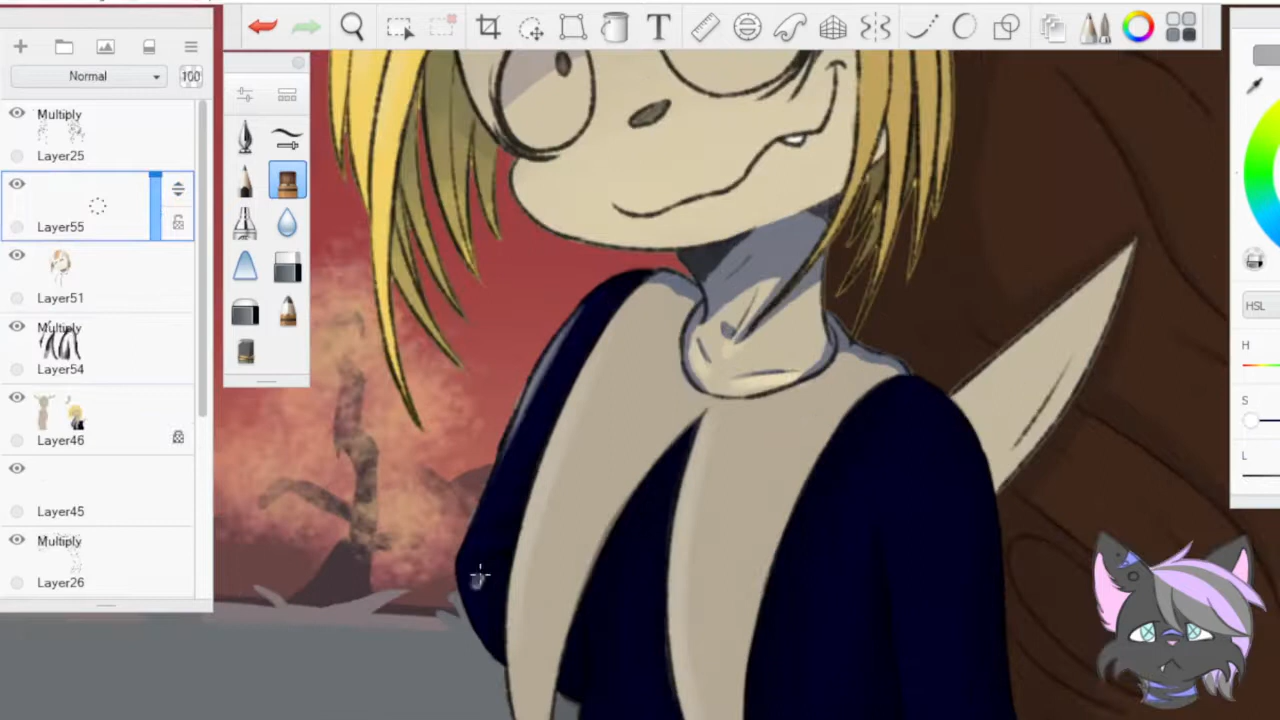 T
Normal
100
Multiply
Layer25
Layer55
Layer51
Multiply
Layer54
Layer46
Layer45
Multiply
Layer26
HSL
H
S
L